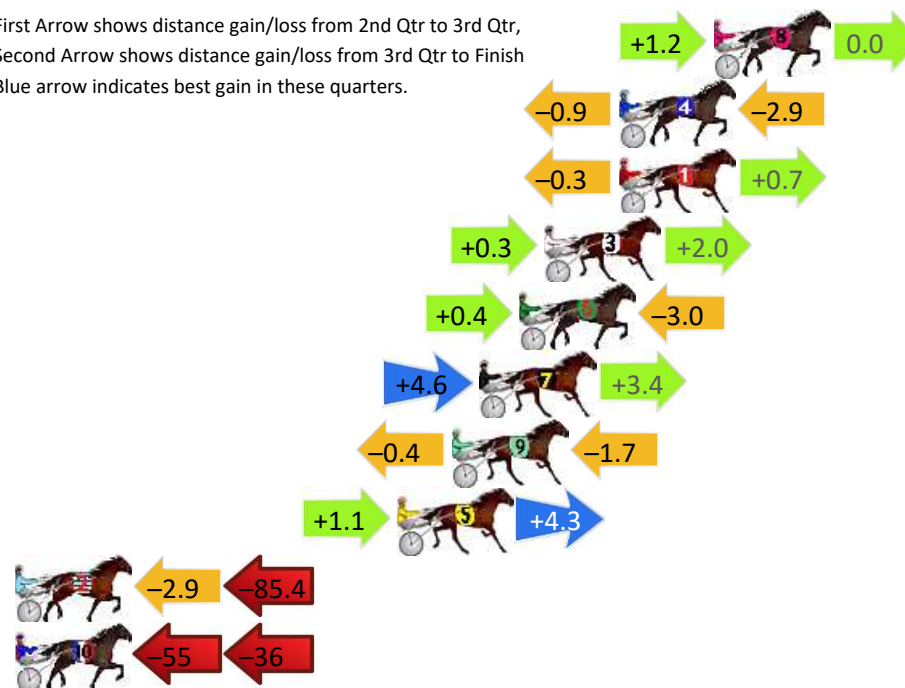 First Arrow shows distance gain/loss from 2nd Qtr to 3rd Qtr,
Second Arrow shows distance gain/loss from 3rd Qtr to Finish
Blue arrow indicates best gain in these quarters.
+1.2 8 0.0
–0.9 4 –2.9
–0.3 1 +0.7
+0.3 3 +2.0
+0.4 6 –3.0
+4.6 7 +3.4
–0.4 9 –1.7
+1.1 5 +4.3
2 –2.9 –85.4
10 –55 –36